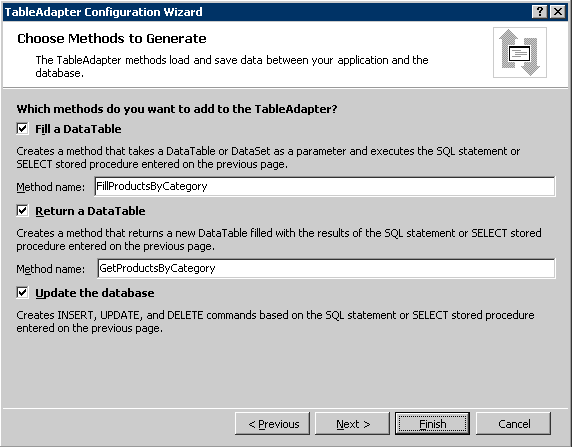 TableAdapter Configuration Wizard
Choose Methods to Generate
The TableAdapter methods load and save data between your application and the
database.
Which methods do you want to add to the TableAdapter?
Fill a DataTable
Creates a method that takes a DataTable or DataSet as a parameter and executes the SQL statement or
SELECT stored procedure entered on the previous page.
Method name: FillProductsByCategory
Return a DataTable
Creates a method that returns a new DataTable filled with the results of the SQL statement or SELECT stored
procedure entered on the previous page.
Method name: GetProductsByCategory
Update the database
Creates INSERT, UPDATE, and DELETE commands based on the SQL statement or SELECT stored procedure
entered on the previous page.
< Previous Next > Finish Cancel